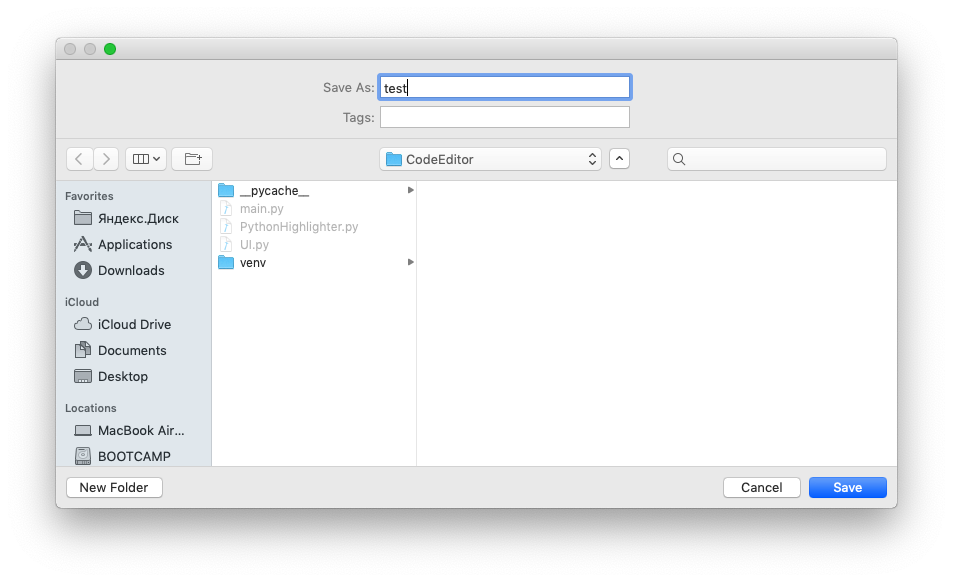 Save As: test
Tags:
CodeEditor
Favorites
Яндекс.Диск
Applications
Downloads
iCloud
iCloud Drive
Documents
Desktop
Locations
MacBook Air...
BOOTCAMP
__pycache__
main.py
PythonHighlighter.py
UI.py
venv
New Folder
Cancel
Save